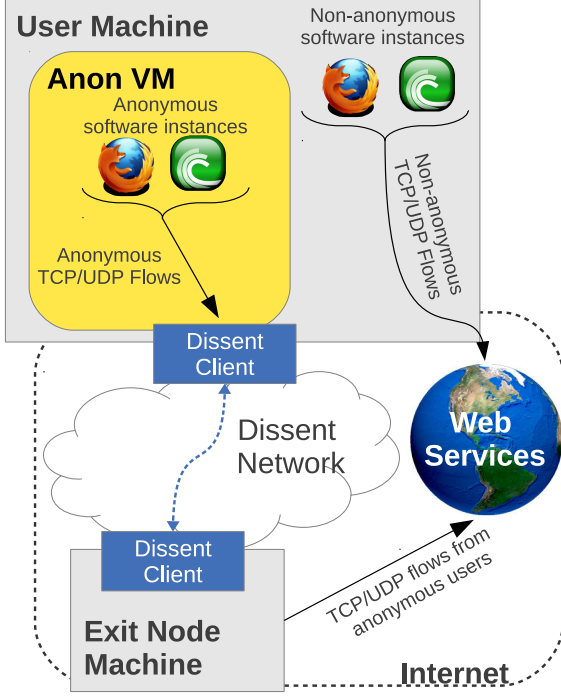 User Machine
Non-anonymous
software instances
Anon VM
Anonymous
software instances
Non-anonymous
TCP/UDP Flows
Anonymous
TCP/UDP Flows
Dissent
Client
Web
Services
Dissent
Network
Dissent
Client
TCP/UDP flows from
anonymous users
Exit Node
Machine
Internet